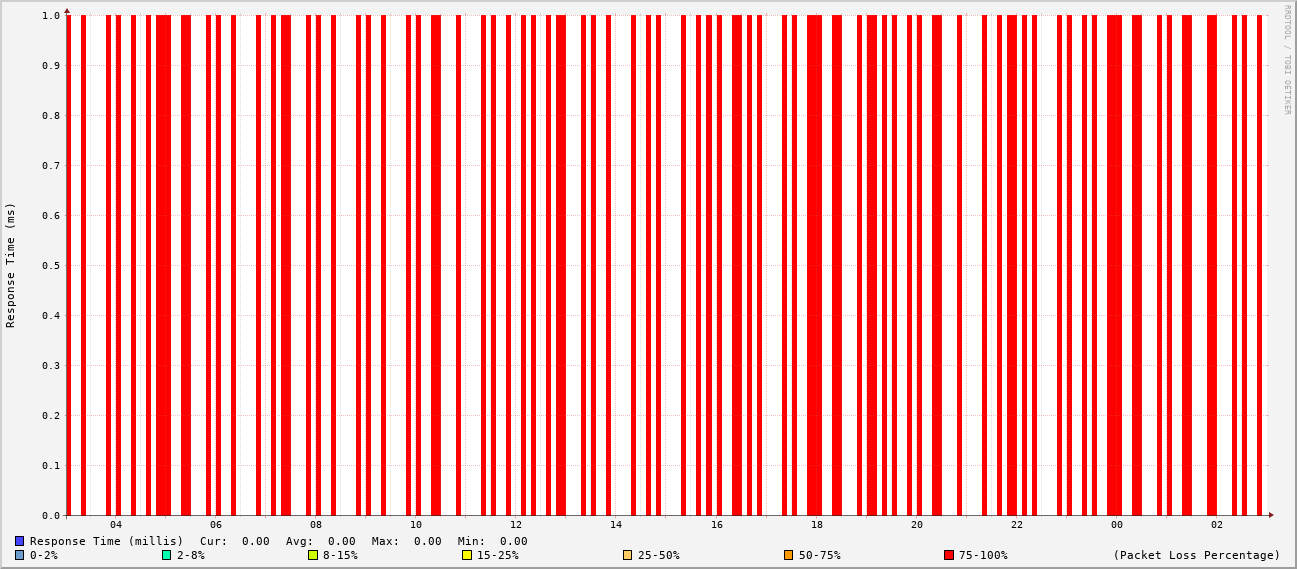 RRDTOOL / TOBI OETIKER
Response Time (ms)
1.0
0.9
0.8
0.7
0.6
0.5
0.4
0.3
0.2
0.1
0.0
04 06 08 10 12 14 16 18 20 22 00 02
Response Time (millis) Cur: 0.00 Avg: 0.00 Max: 0.00 Min: 0.00
0-2% 2-8% 8-15% 15-25% 25-50% 50-75% 75-100% (Packet Loss Percentage)